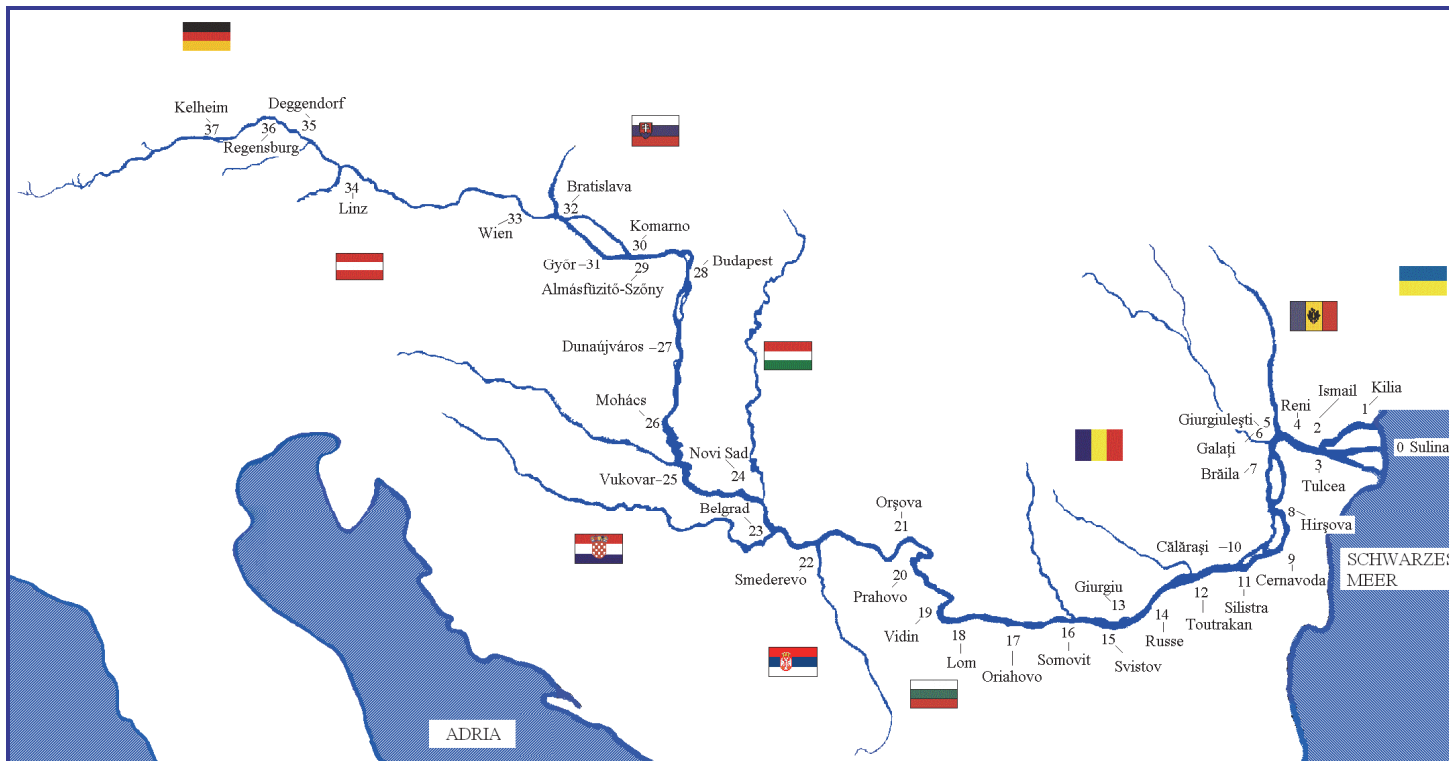 Kelheim
37
Deggendorf
36
35
Regensburg
34
Linz
Wien
33
Bratislava
32
Komarno
30
Győr –31
29
Almásfüzitő-Szőny
Budapest
28
Dunaújváros –27
Mohács
26
Novi Sad
24
Vukovar–25
Belgrad
23
Smederevo
22
Orşova
21
20
Prahovo
19
Vidin
18
Lom
17
Oriahovo
16
Somovit
Giurgiu
13
15
Svistov
14
Russe
12
Toutrakan
11
Silistra
Călăraşi –10
9
Cernavoda
8
Hirşova
Brăila 7
Galaţi
6
Giurgiuleşti 5
Reni
4
Ismail
2
Kilia
1
0 Sulina
3
Tulcea
SCHWARZES
MEER
ADRIA